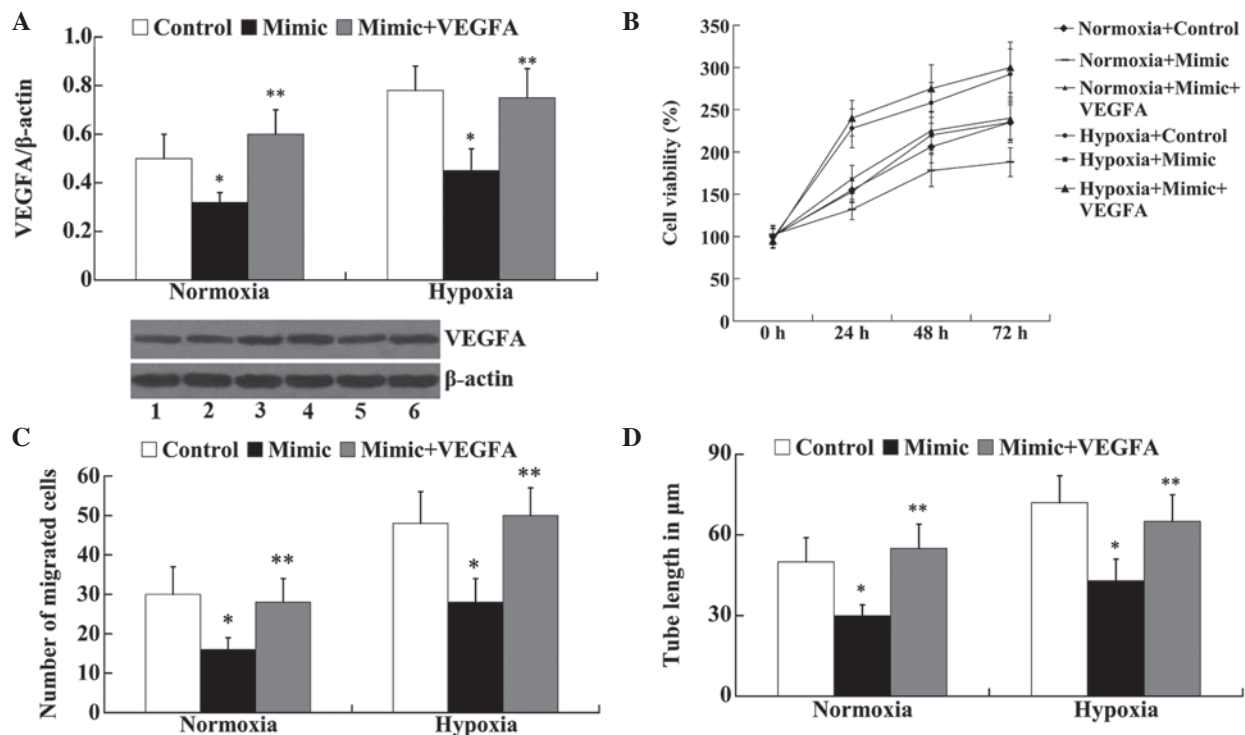 A
Control Mimic Mimic+VEGFA
VEGFA/β-actin
1.0
0.8
0.6
0.4
0.2
0
*
**
*
**
Normoxia Hypoxia
VEGFA
β-actin
1 2 3 4 5 6
B
Cell viability (%)
350
300
250
200
150
100
50
0
0 h 24 h 48 h 72 h
Normoxia+Control
Normoxia+Mimic
Normoxia+Mimic+
VEGFA
Hypoxia+Control
Hypoxia+Mimic
Hypoxia+Mimic+
VEGFA
C
Control Mimic Mimic+VEGFA
Number of migrated cells
60
50
40
30
20
10
0
*
**
*
**
Normoxia Hypoxia
D
Control Mimic Mimic+VEGFA
Tube length in µm
90
60
30
0
*
**
*
**
Normoxia Hypoxia